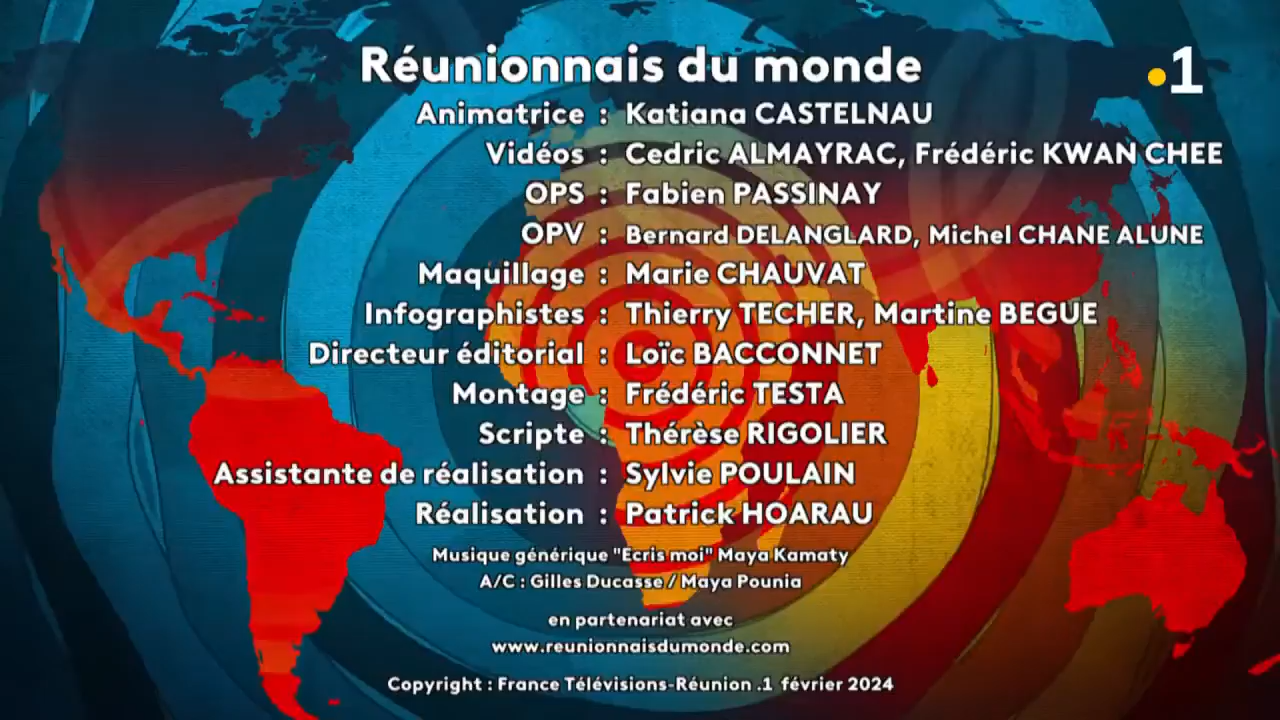 Réunionnais du monde
.1
Animatrice : Katiana CASTELNAU
Vidéos : Cedric ALMAYRAC, Frédéric KWAN CHEE
OPS : Fabien PASSINAY
OPV : Bernard DELANGLARD, Michel CHANE ALUNE
Maquillage : Marie CHAUVAT
Infographistes : Thierry TECHER, Martine BEGUE
Directeur éditorial : Loïc BACCONNET
Montage : Frédéric TESTA
Scripte : Thérèse RIGOLIER
Assistante de réalisation : Sylvie POULAIN
Réalisation : Patrick HOARAU
Musique générique "Ecris moi" Maya Kamaty
A/C : Gilles Ducasse / Maya Pounia
en partenariat avec
www.reunionnaisdumonde.com
Copyright : France Télévisions-Réunion .1 février 2024